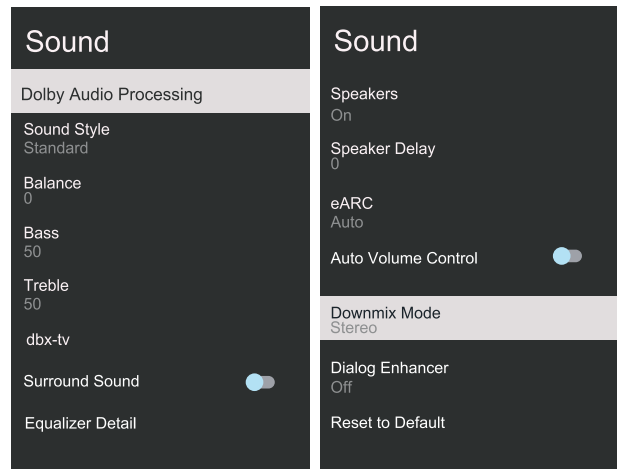 Sound
Dolby Audio Processing
Sound Style
Standard
Balance
0
Bass
50
Treble
50
dbx-tv
Surround Sound
Equalizer Detail
Sound
Speakers
On
Speaker Delay
0
eARC
Auto
Auto Volume Control
Downmix Mode
Stereo
Dialog Enhancer
Off
Reset to Default